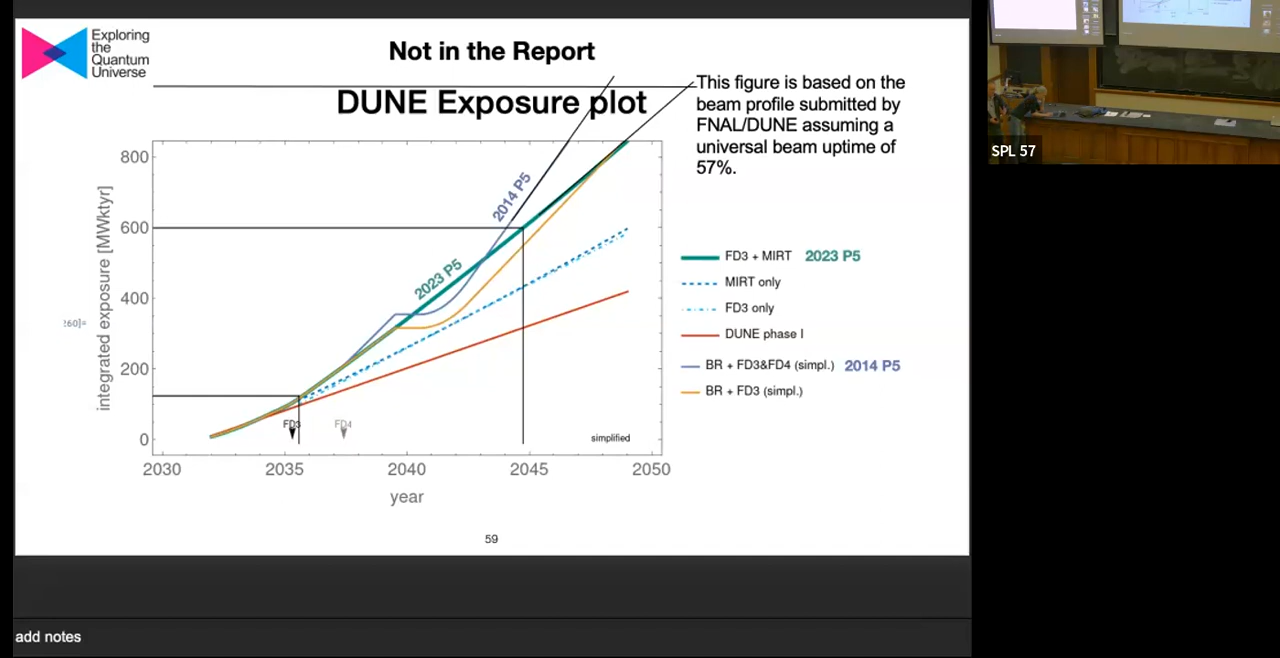 Exploring
the
Quantum
Universe
Not in the Report
DUNE Exposure plot
This figure is based on the
beam profile submitted by
FNAL/DUNE assuming a
universal beam uptime of
57%.
SPL 57
integrated exposure [MWktyr]
800
600
400
200
0
2014 P5
2023 P5
FD3
FD4
simplified
2030
2035
2040
2045
2050
year
:60]=
FD3 + MIRT 2023 P5
MIRT only
FD3 only
DUNE phase I
BR + FD3&FD4 (simpl.) 2014 P5
BR + FD3 (simpl.)
59
add notes